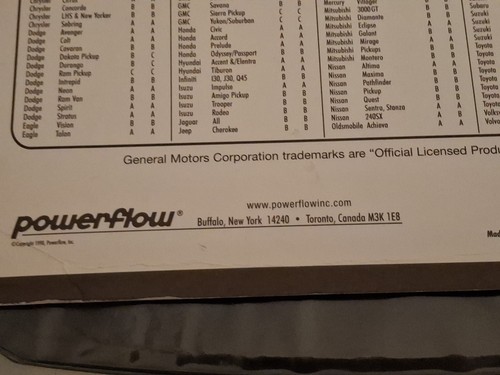 Chrysler Cirrus B B
Chrysler LHS & New Yorker B B
Chrysler Sebring A A
Dodge Avenger A A
Dodge Colt A A
Dodge Caravan B B
Dodge Dakota Pickup B B
Dodge Durango B B
Dodge Ram Pickup C C
Dodge Intrepid B B
Dodge Neon A A
Dodge Ram Van B B
Dodge Spirit A A
Dodge Stratus A A
Eagle Vision B B
Eagle Talon A A
GMC Savana B B
GMC Sierra Pickup C C
GMC Yukon/Suburban C C
Honda Civic A A
Honda Accord A A
Honda Prelude A A
Honda Odyssey/Passport B B
Hyundai Accent & Elantra A A
Hyundai Tiburon A A
Infiniti I30, J30, Q45 B B
Isuzu Impulse A A
Isuzu Amigo Pickup B B
Isuzu Trooper B B
Isuzu Rodeo B B
Jaguar All B B
Jeep Cherokee B B
Mercury Villager B B
Mitsubishi 3000GT B B
Mitsubishi Diamante B B
Mitsubishi Eclipse A A
Mitsubishi Galant B B
Mitsubishi Mirage A A
Mitsubishi Pickups B B
Mitsubishi Montero B B
Nissan Altima A A
Nissan Maxima B B
Nissan Pathfinder B B
Nissan Pickup B B
Nissan Quest B B
Nissan Sentra, Stanza A A
Nissan 240SX A A
Oldsmobile Achieva A A
Subaru
Suzuki
Suzuki
Suzuki
Toyota
Toyota
Toyota
Toyota
Toyota
Toyota
Toyota
Toyota
General Motors Corporation trademarks are "Official Licensed Produ
www.powerflowinc.com
powerflow® Buffalo, New York 14240 • Toronto, Canada M3K 1E8
©Copyright 1998, Powerflow, Inc.